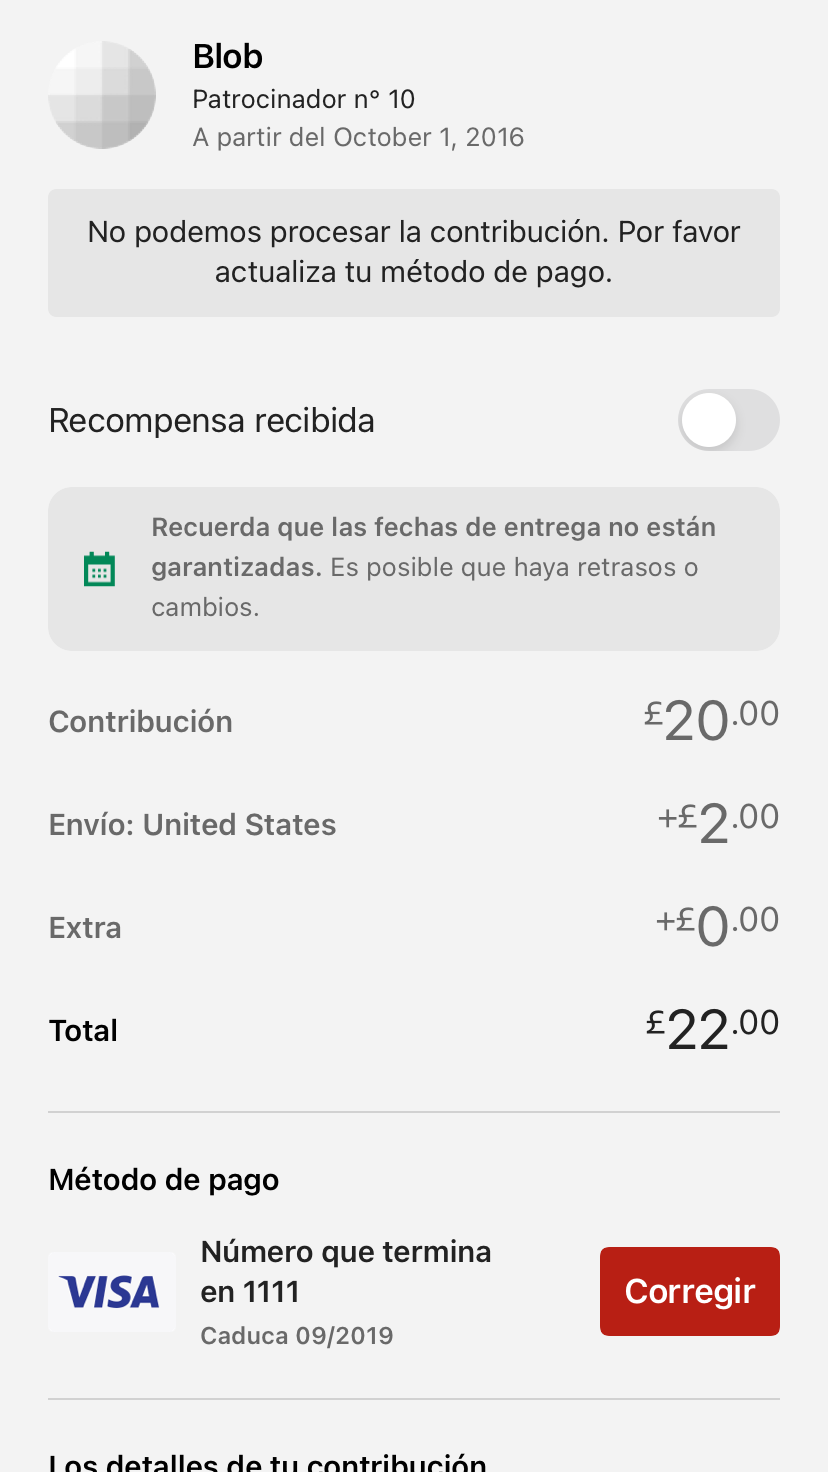 Blob
Patrocinador nº 10
A partir del October 1, 2016
No podemos procesar la contribución. Por favor
actualiza tu método de pago.
Recompensa recibida
Recuerda que las fechas de entrega no están
garantizadas. Es posible que haya retrasos o
cambios.
Contribución £20.00
Envío: United States +£2.00
Extra +£0.00
Total £22.00
Método de pago
VISA
Número que termina
en 1111
Caduca 09/2019
Corregir
Los detalles de tu contribución